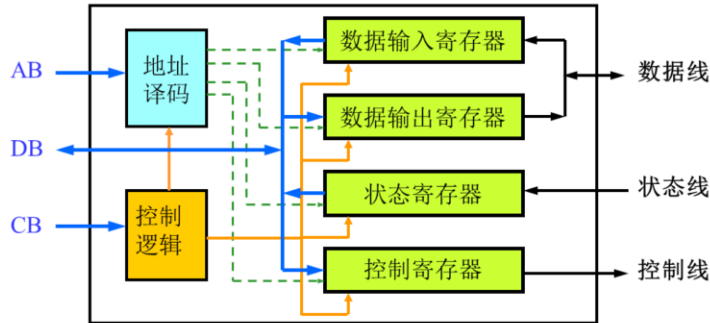 AB
DB
CB
地址
译码
控制
逻辑
数据输入寄存器
数据输出寄存器
状态寄存器
控制寄存器
数据线
状态线
控制线